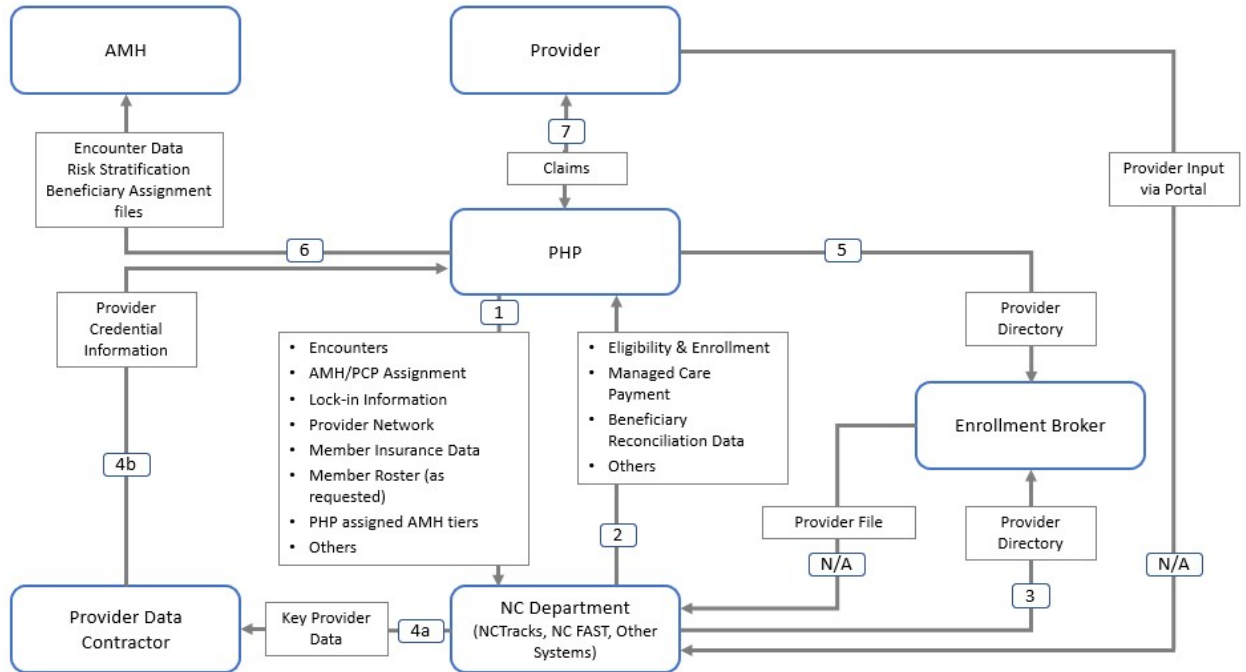 AMH
Provider
7
Encounter Data
Risk Stratification
Beneficiary Assignment
files
Claims
Provider Input
via Portal
6
PHP
5
Provider
Credential
Information
1
Provider
Directory
• Encounters
• AMH/PCP Assignment
• Lock-in Information
• Provider Network
• Member Insurance Data
• Member Roster (as
requested)
• PHP assigned AMH tiers
• Others
• Eligibility & Enrollment
• Managed Care
Payment
• Beneficiary
Reconciliation Data
• Others
Enrollment Broker
4b
2
Provider File
Provider
Directory
N/A
N/A
3
Provider Data
Contractor
Key Provider
Data
4a
NC Department
(NCTracks, NC FAST, Other
Systems)